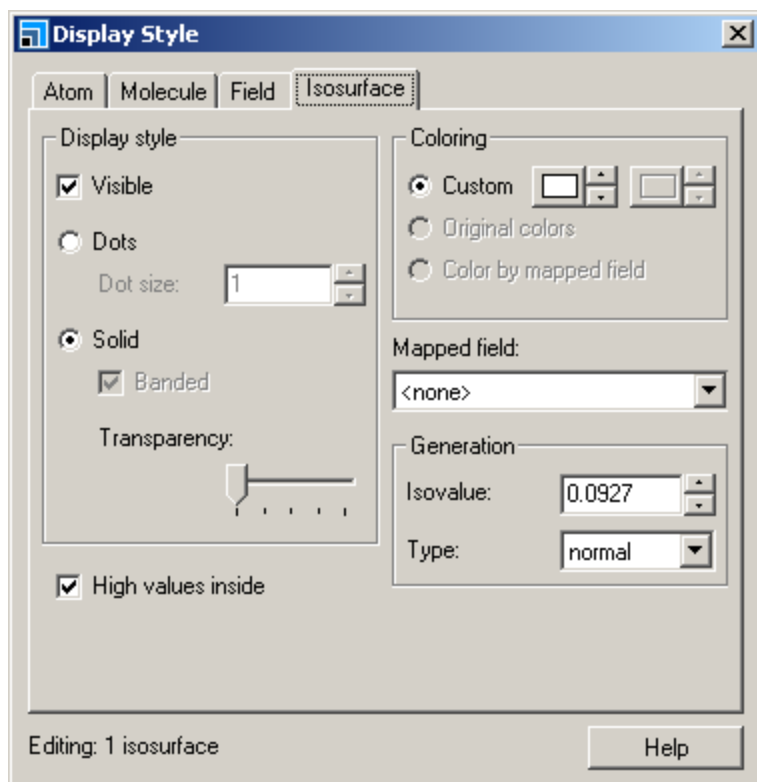 Display Style
Atom
Molecule
Field
Isosurface
Display style
Visible
Dots
Dot size:
1
Solid
Banded
Transparency:
High values inside
Coloring
Custom
Original colors
Color by mapped field
Mapped field:
<none>
Generation
Isovalue:
0.0927
Type:
normal
Editing: 1 isosurface
Help